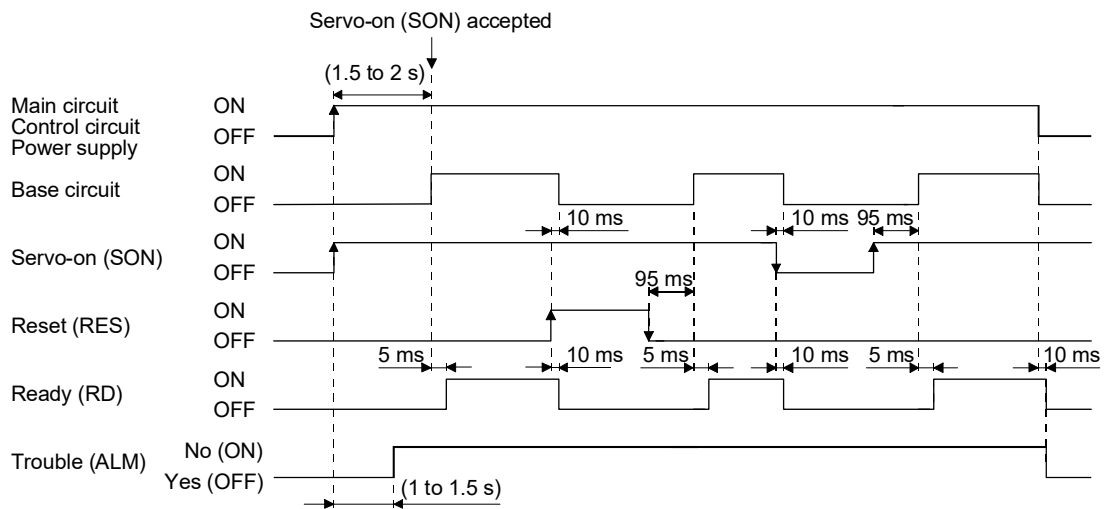 Servo-on (SON) accepted
(1.5 to 2 s)
Main circuit
Control circuit
Power supply
ON
OFF
Base circuit
ON
OFF
10 ms
10 ms
95 ms
Servo-on (SON)
ON
OFF
95 ms
Reset (RES)
ON
OFF
5 ms
10 ms
5 ms
10 ms
5 ms
10 ms
Ready (RD)
ON
OFF
Trouble (ALM)
No (ON)
Yes (OFF)
(1 to 1.5 s)